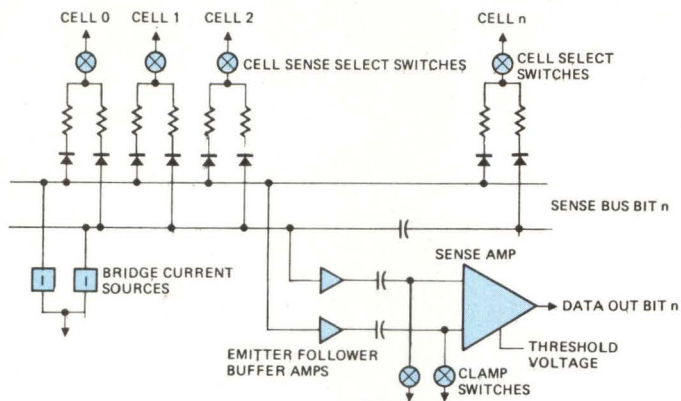 CELL 0
CELL 1
CELL 2
CELL n
CELL SENSE SELECT SWITCHES
CELL SELECT
SWITCHES
SENSE BUS BIT n
I
I
BRIDGE CURRENT
SOURCES
SENSE AMP
DATA OUT BIT n
THRESHOLD
VOLTAGE
EMITTER FOLLOWER
BUFFER AMPS
CLAMP
SWITCHES